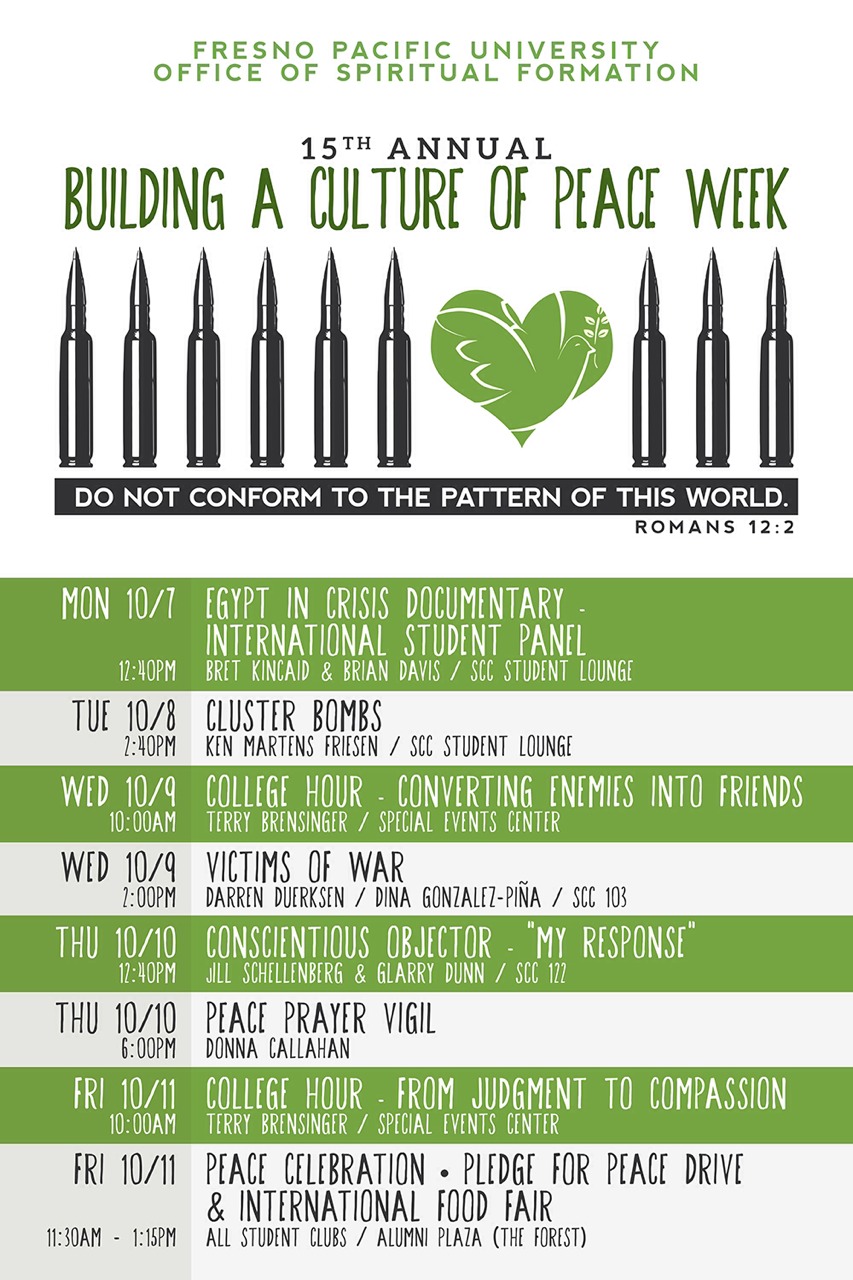 FRESNO PACIFIC UNIVERSITY
OFFICE OF SPIRITUAL FORMATION
15TH ANNUAL
BUILDING A CULTURE OF PEACE WEEK
DO NOT CONFORM TO THE PATTERN OF THIS WORLD.
ROMANS 12:2
MON 10/7 EGYPT IN CRISIS DOCUMENTARY -
INTERNATIONAL STUDENT PANEL
12:40PM BRET KINCAID & BRIAN DAVIS / SCC STUDENT LOUNGE
TUE 10/8 CLUSTER BOMBS
2:40PM KEN MARTENS FRIESEN / SCC STUDENT LOUNGE
WED 10/9 COLLEGE HOUR - CONVERTING ENEMIES INTO FRIENDS
10:00AM TERRY BRENSINGER / SPECIAL EVENTS CENTER
WED 10/9 VICTIMS OF WAR
2:00PM DARREN DUERKSEN / DINA GONZALEZ-PIÑA / SCC 103
THU 10/10 CONSCIENTIOUS OBJECTOR - "MY RESPONSE"
12:40PM JILL SCHELLENBERG & GLARRY DUNN / SCC 122
THU 10/10 PEACE PRAYER VIGIL
6:00PM DONNA CALLAHAN
FRI 10/11 COLLEGE HOUR - FROM JUDGMENT TO COMPASSION
10:00AM TERRY BRENSINGER / SPECIAL EVENTS CENTER
FRI 10/11 PEACE CELEBRATION • PLEDGE FOR PEACE DRIVE
& INTERNATIONAL FOOD FAIR
11:30AM - 1:15PM ALL STUDENT CLUBS / ALUMNI PLAZA (THE FOREST)